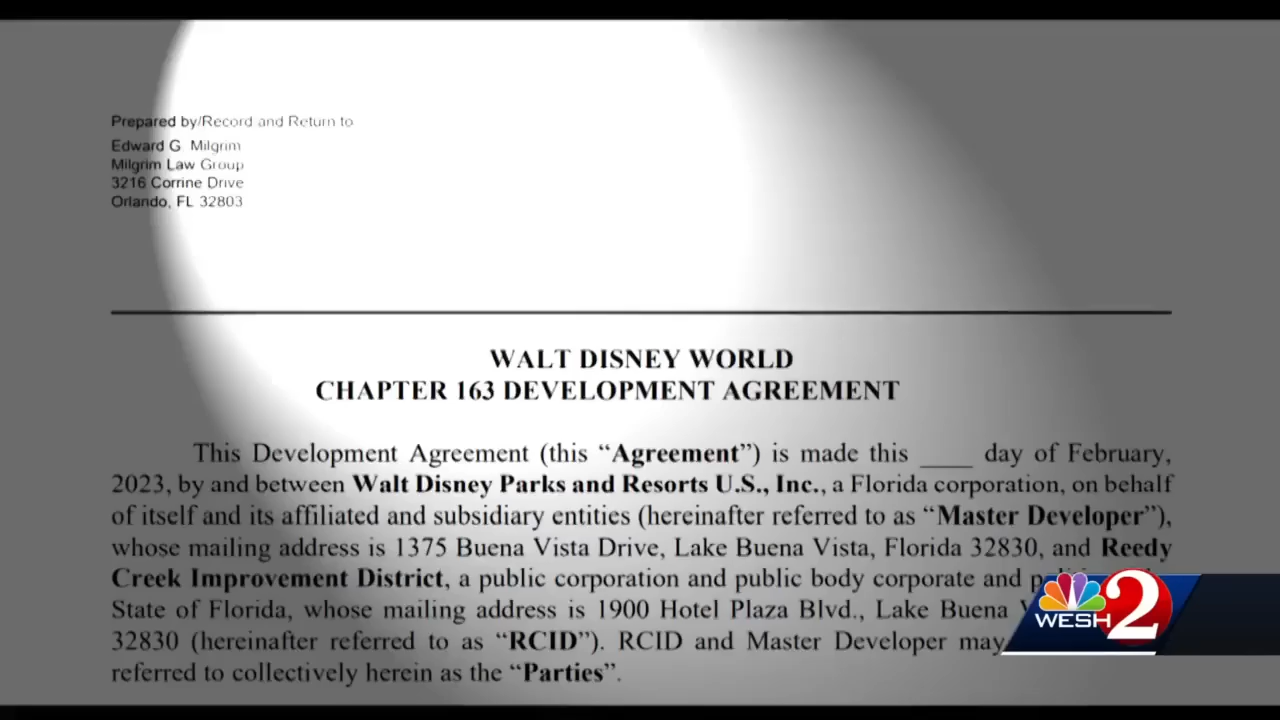 Prepared by/Record and Return to
Edward G Milgrim
Milgrim Law Group
3216 Corrine Drive
Orlando, FL 32803
WALT DISNEY WORLD
CHAPTER 163 DEVELOPMENT AGREEMENT
This Development Agreement (this “Agreement”) is made this ____ day of February,
2023, by and between Walt Disney Parks and Resorts U.S., Inc., a Florida corporation, on behalf
of itself and its affiliated and subsidiary entities (hereinafter referred to as “Master Developer”),
whose mailing address is 1375 Buena Vista Drive, Lake Buena Vista, Florida 32830, and Reedy
Creek Improvement District, a public corporation and public body corporate and
State of Florida, whose mailing address is 1900 Hotel Plaza Blvd., Lake Buena
32830 (hereinafter referred to as “RCID”). RCID and Master Developer may
referred to collectively herein as the “Parties”.
WESH 2